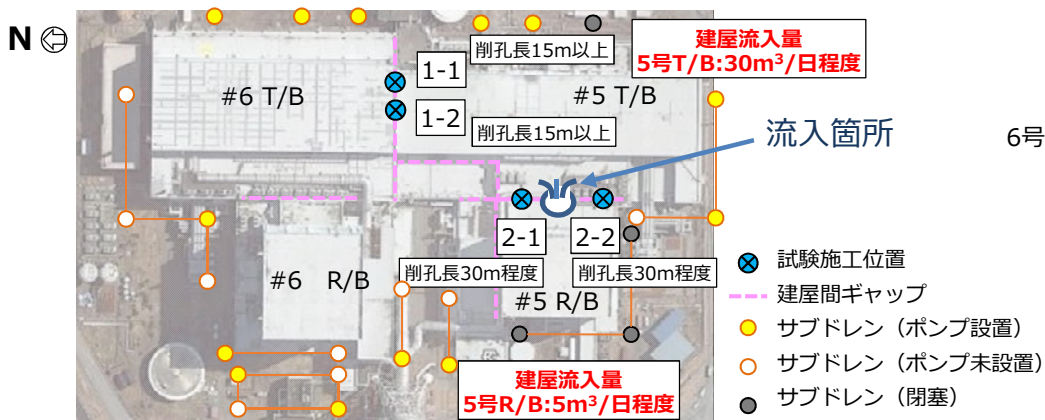 N
削孔長15m以上
建屋流入量
5号T/B:30m³/日程度
1-1
#6 T/B
#5 T/B
1-2
削孔長15m以上
流入箇所
6号
2-1
2-2
試験施工位置
削孔長30m程度
削孔長30m程度
#6 R/B
建屋間ギャップ
#5 R/B
サブドレン（ポンプ設置）
サブドレン（ポンプ未設置）
建屋流入量
5号R/B:5m³/日程度
サブドレン（閉塞）